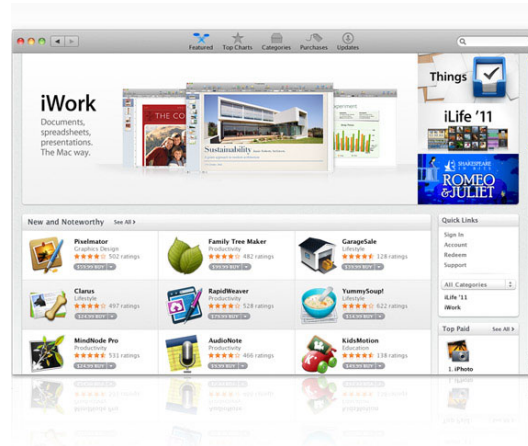 Featured Top Charts Categories Purchases Updates
iWork
Documents,
spreadsheets,
presentations.
The Mac way.
THE CO
Sustainability
Things
iLife '11
SHAKESPEARE
ROMEO
& JULIET
New and Noteworthy See All >
Pixelmator
Graphics Design
502 ratings
Family Tree Maker
Productivity
482 ratings
GarageSale
Lifestyle
128 ratings
Clarus
Lifestyle
497 ratings
RapidWeaver
Productivity
528 ratings
YummySoup!
Lifestyle
622 ratings
MindNode Pro
Productivity
531 ratings
AudioNote
Productivity
466 ratings
KidsMotion
Education
138 ratings
Quick Links
Sign In
Account
Redeem
Support
All Categories
iLife '11
iWork
Top Paid See All >
1. iPhoto